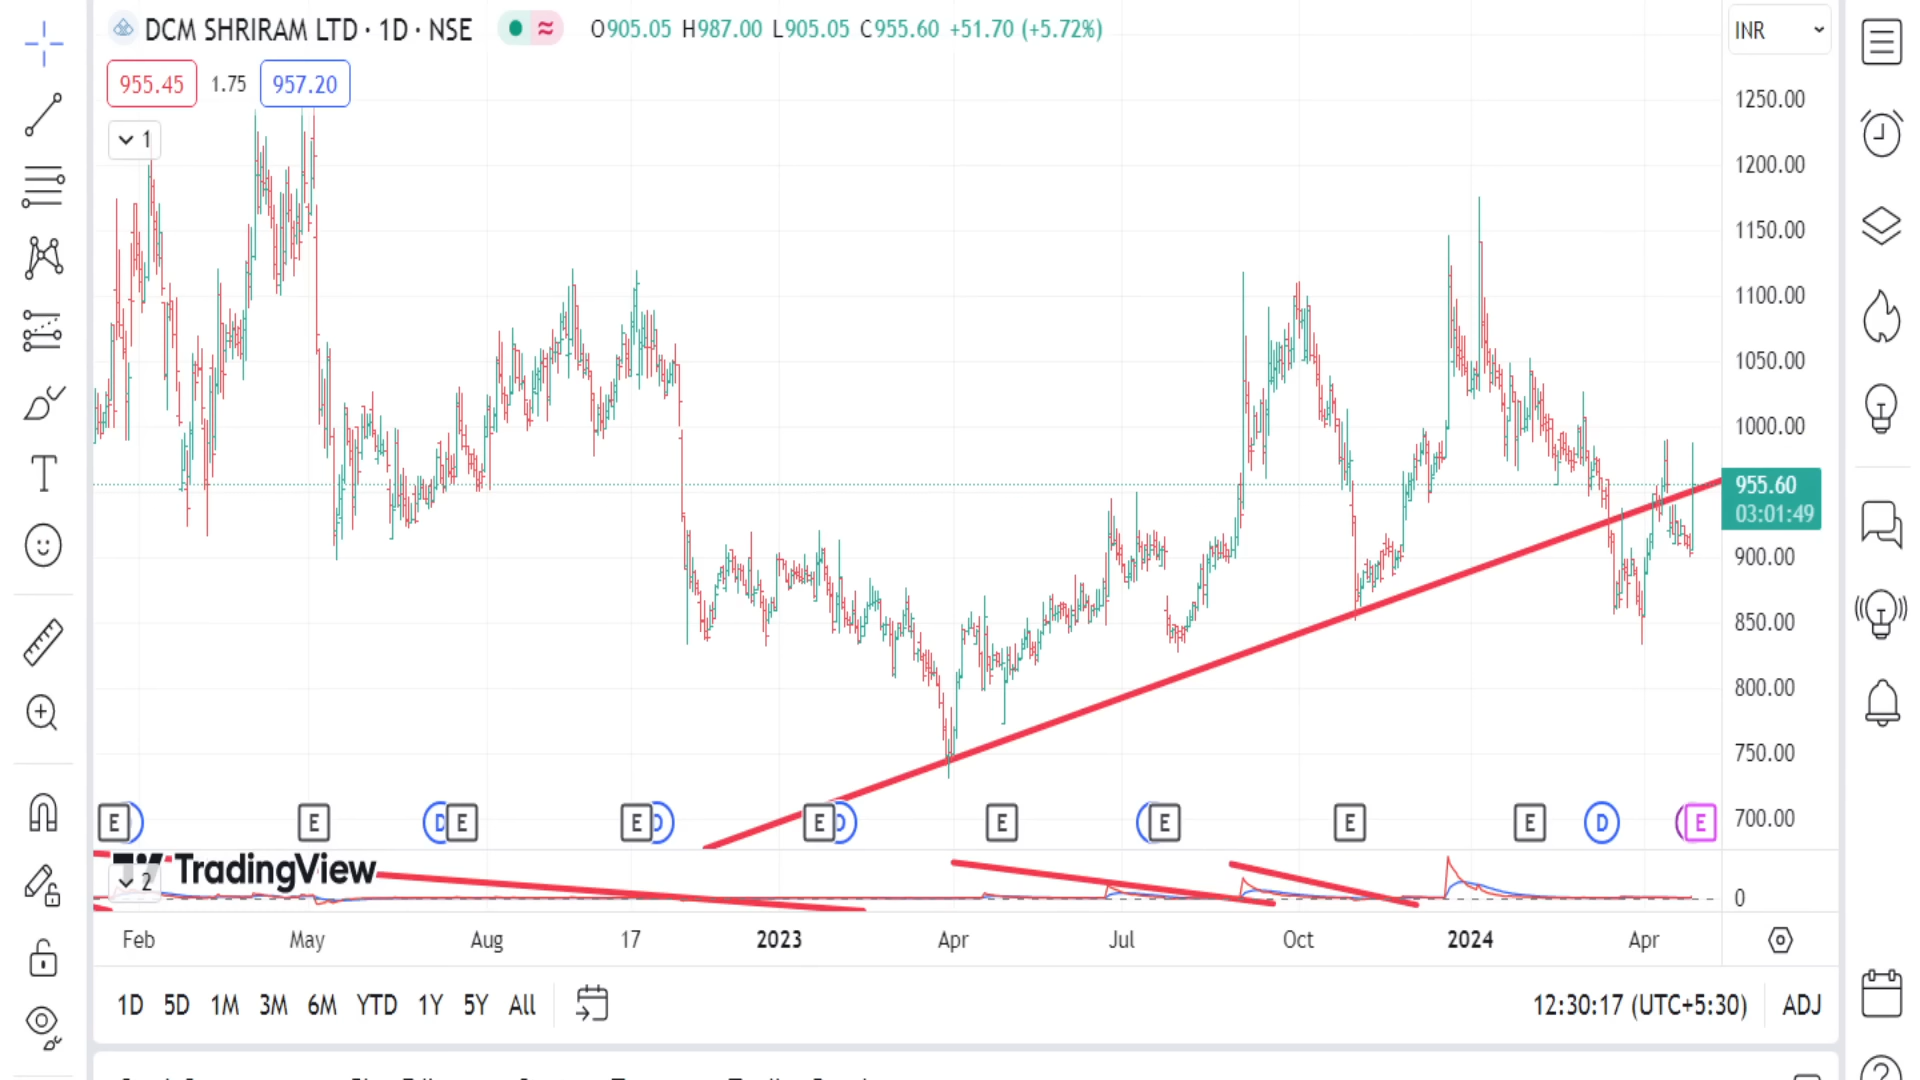 DCM SHRIRAM LTD · 1D · NSE
O905.05 H987.00 L905.05 C955.60 +51.70 (+5.72%)
INR
955.45 1.75 957.20
1
1250.00
1200.00
1150.00
1100.00
1050.00
1000.00
955.60
03:01:49
900.00
850.00
800.00
750.00
700.00
E E D E E D E D E E E E D E
TradingView
2
0
Feb May Aug 17 2023 Apr Jul Oct 2024 Apr
1D 5D 1M 3M 6M YTD 1Y 5Y All
12:30:17 (UTC+5:30) ADJ